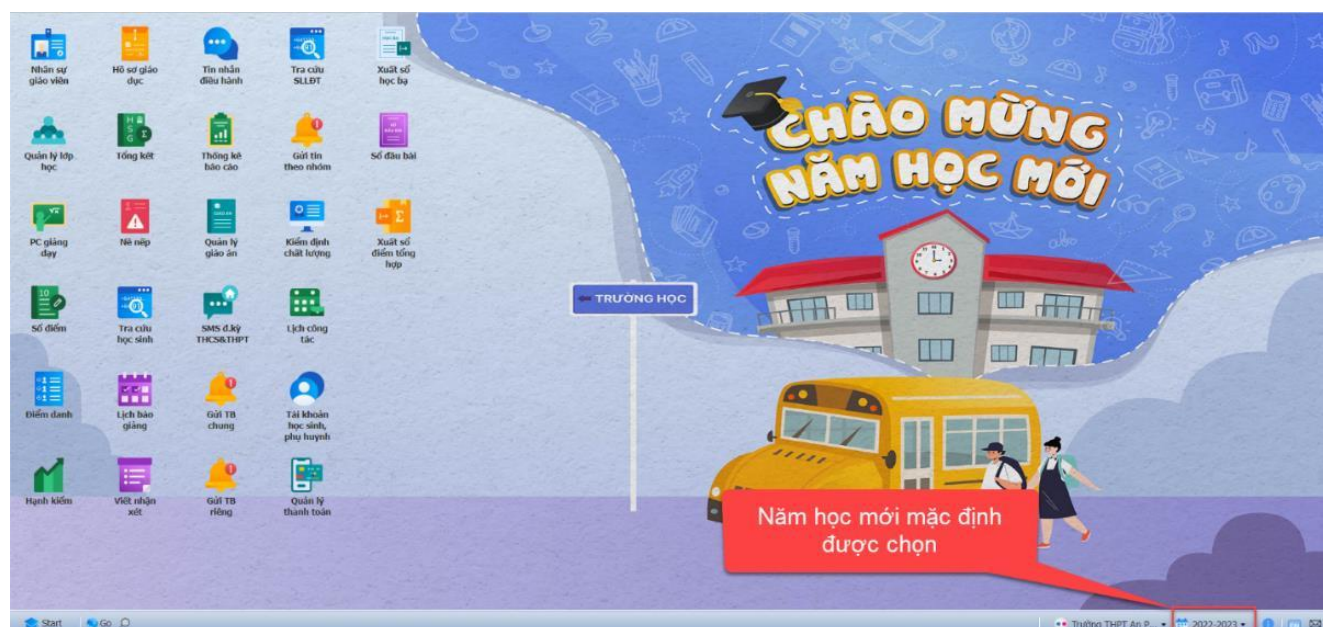 Nhân sự
giáo viên
Hồ sơ giáo
dục
Tin nhắn
điều hành
Tra cứu
SLLĐT
Xuất sổ
học bạ
Quản lý lớp
học
Tổng kết
Thống kê
báo cáo
Gửi tin
theo nhóm
Sổ đầu bài
PC giảng
dạy
Nề nếp
Quản lý
giáo án
Kiểm định
chất lượng
Xuất sổ
điểm tổng
hợp
Sổ điểm
Tra cứu
học sinh
SMS đ.kỳ
THCS&THPT
Lịch công
tác
Điểm danh
Lịch báo
giảng
Gửi TB
chung
Tài khoản
học sinh,
phụ huynh
Hạnh kiểm
Viết nhận
xét
Gửi TB
riêng
Quản lý
thanh toán
CHÀO MỪNG
NĂM HỌC MỚI
TRƯỜNG HỌC
Năm học mới mặc định
được chọn
Start
Go
Trường THPT An P...
2022-2023